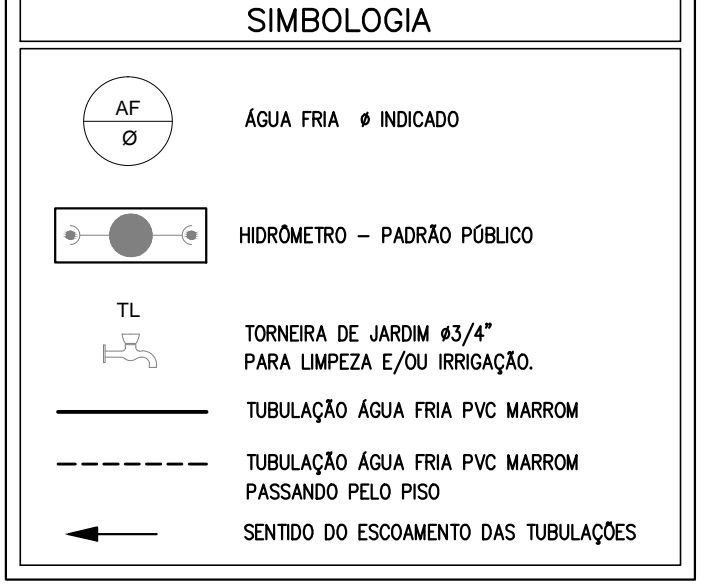 SIMBOLOGIA
AF
Ø
ÁGUA FRIA ø INDICADO
HIDRÔMETRO – PADRÃO PÚBLICO
TL
TORNEIRA DE JARDIM ø3/4"
PARA LIMPEZA E/OU IRRIGAÇÃO.
TUBULAÇÃO ÁGUA FRIA PVC MARROM
TUBULAÇÃO ÁGUA FRIA PVC MARROM
PASSANDO PELO PISO
SENTIDO DO ESCOAMENTO DAS TUBULAÇÕES